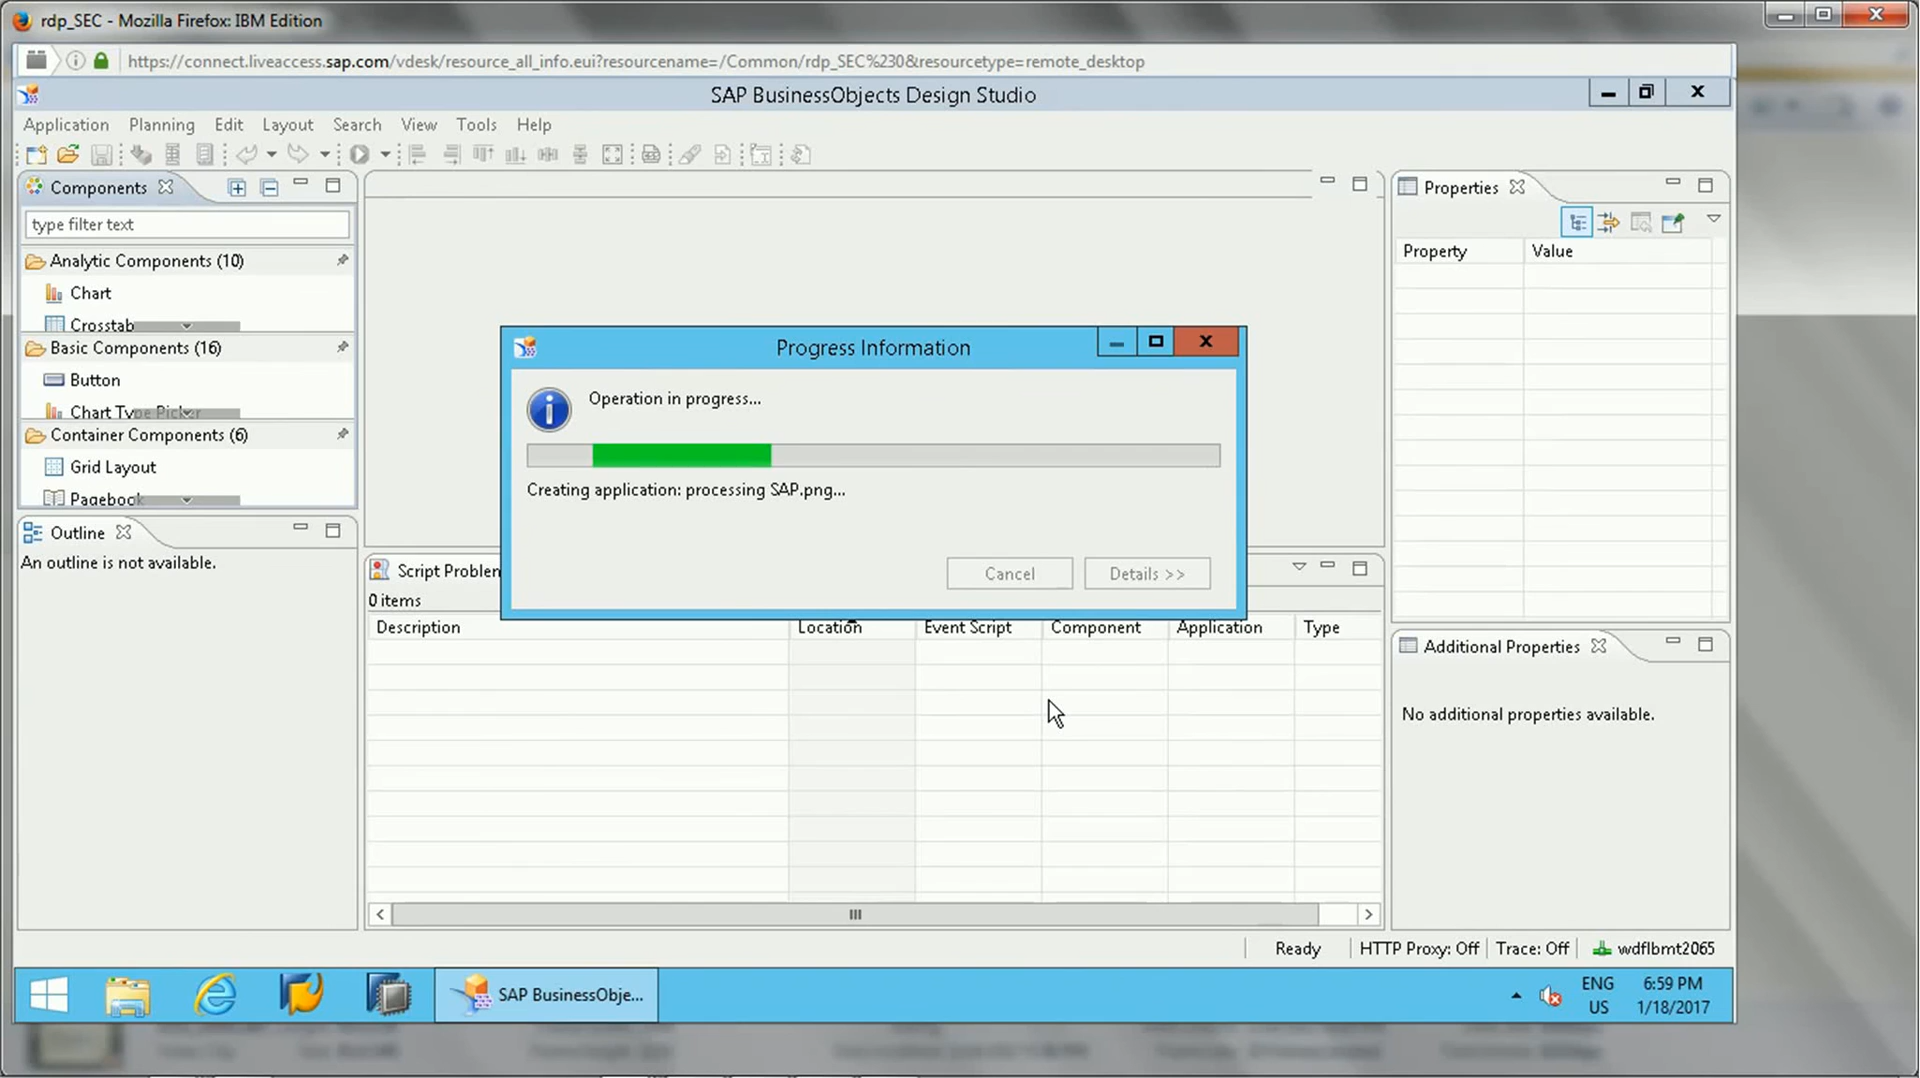 rdp_SEC - Mozilla Firefox: IBM Edition
https://connect.liveaccess.sap.com/vdesk/resource_all_info.eui?resourcename=/Common/rdp_SEC%230&resourcetype=remote_desktop
SAP BusinessObjects Design Studio
Application Planning Edit Layout Search View Tools Help
Components
type filter text
Analytic Components (10)
Chart
Crosstab
Basic Components (16)
Button
Chart Type Picker
Container Components (6)
Grid Layout
Pagebook
Outline
An outline is not available.
Progress Information
Operation in progress...
Creating application: processing SAP.png...
Cancel Details >>
Script Problem
0 items
Description Location Event Script Component Application Type
Properties
Property Value
Additional Properties
No additional properties available.
Ready HTTP Proxy: Off Trace: Off wdflbmt2065
SAP BusinessObje...
ENG 6:59 PM
US 1/18/2017